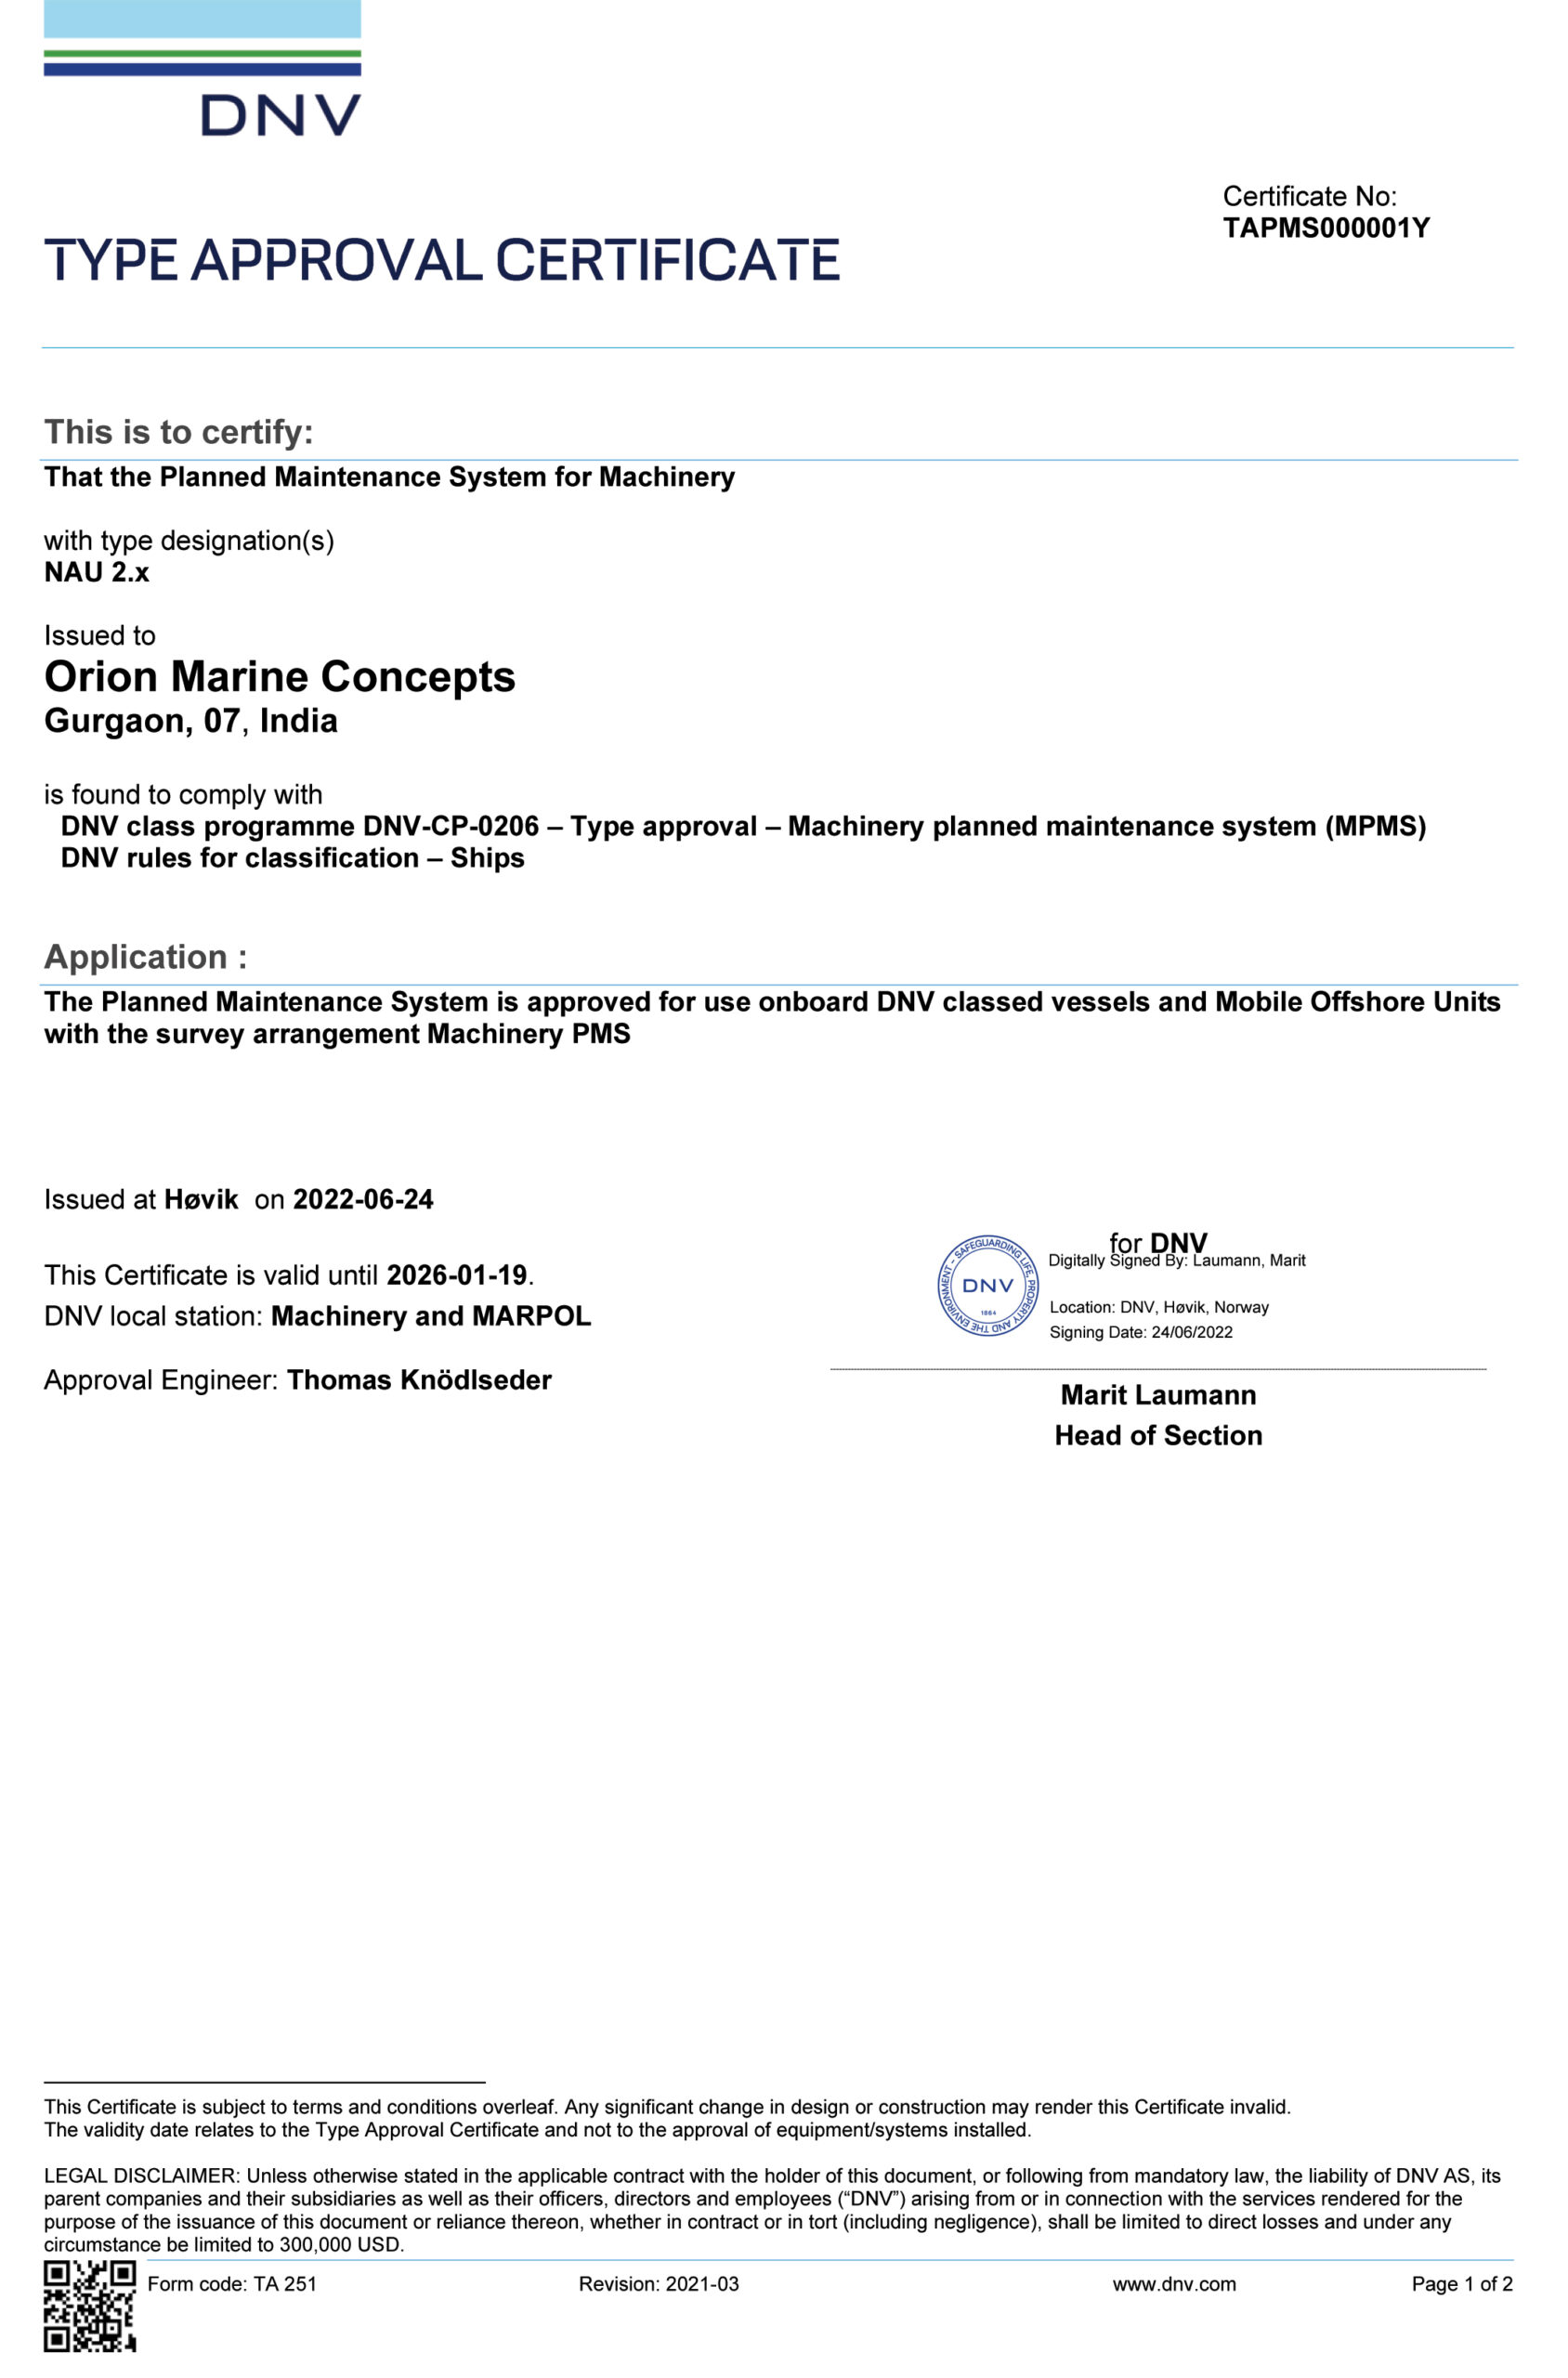 DNV
Certificate No:
TAPMS000001Y
TYPE APPROVAL CERTIFICATE
This is to certify:
That the Planned Maintenance System for Machinery
with type designation(s)
NAU 2.x
Issued to
Orion Marine Concepts
Gurgaon, 07, India
is found to comply with
DNV class programme DNV-CP-0206 – Type approval – Machinery planned maintenance system (MPMS)
DNV rules for classification – Ships
Application :
The Planned Maintenance System is approved for use onboard DNV classed vessels and Mobile Offshore Units
with the survey arrangement Machinery PMS
Issued at Høvik on 2022-06-24
This Certificate is valid until 2026-01-19.
DNV local station: Machinery and MARPOL
Approval Engineer: Thomas Knödlseder
for DNV
Digitally Signed By: Laumann, Marit
Location: DNV, Høvik, Norway
Signing Date: 24/06/2022
SAFEGUARDING LIFE, PROPERTY AND THE ENVIRONMENT
DNV
1864
Marit Laumann
Head of Section
This Certificate is subject to terms and conditions overleaf. Any significant change in design or construction may render this Certificate invalid.
The validity date relates to the Type Approval Certificate and not to the approval of equipment/systems installed.
LEGAL DISCLAIMER: Unless otherwise stated in the applicable contract with the holder of this document, or following from mandatory law, the liability of DNV AS, its
parent companies and their subsidiaries as well as their officers, directors and employees (“DNV”) arising from or in connection with the services rendered for the
purpose of the issuance of this document or reliance thereon, whether in contract or in tort (including negligence), shall be limited to direct losses and under any
circumstance be limited to 300,000 USD.
Form code: TA 251
Revision: 2021-03
www.dnv.com
Page 1 of 2